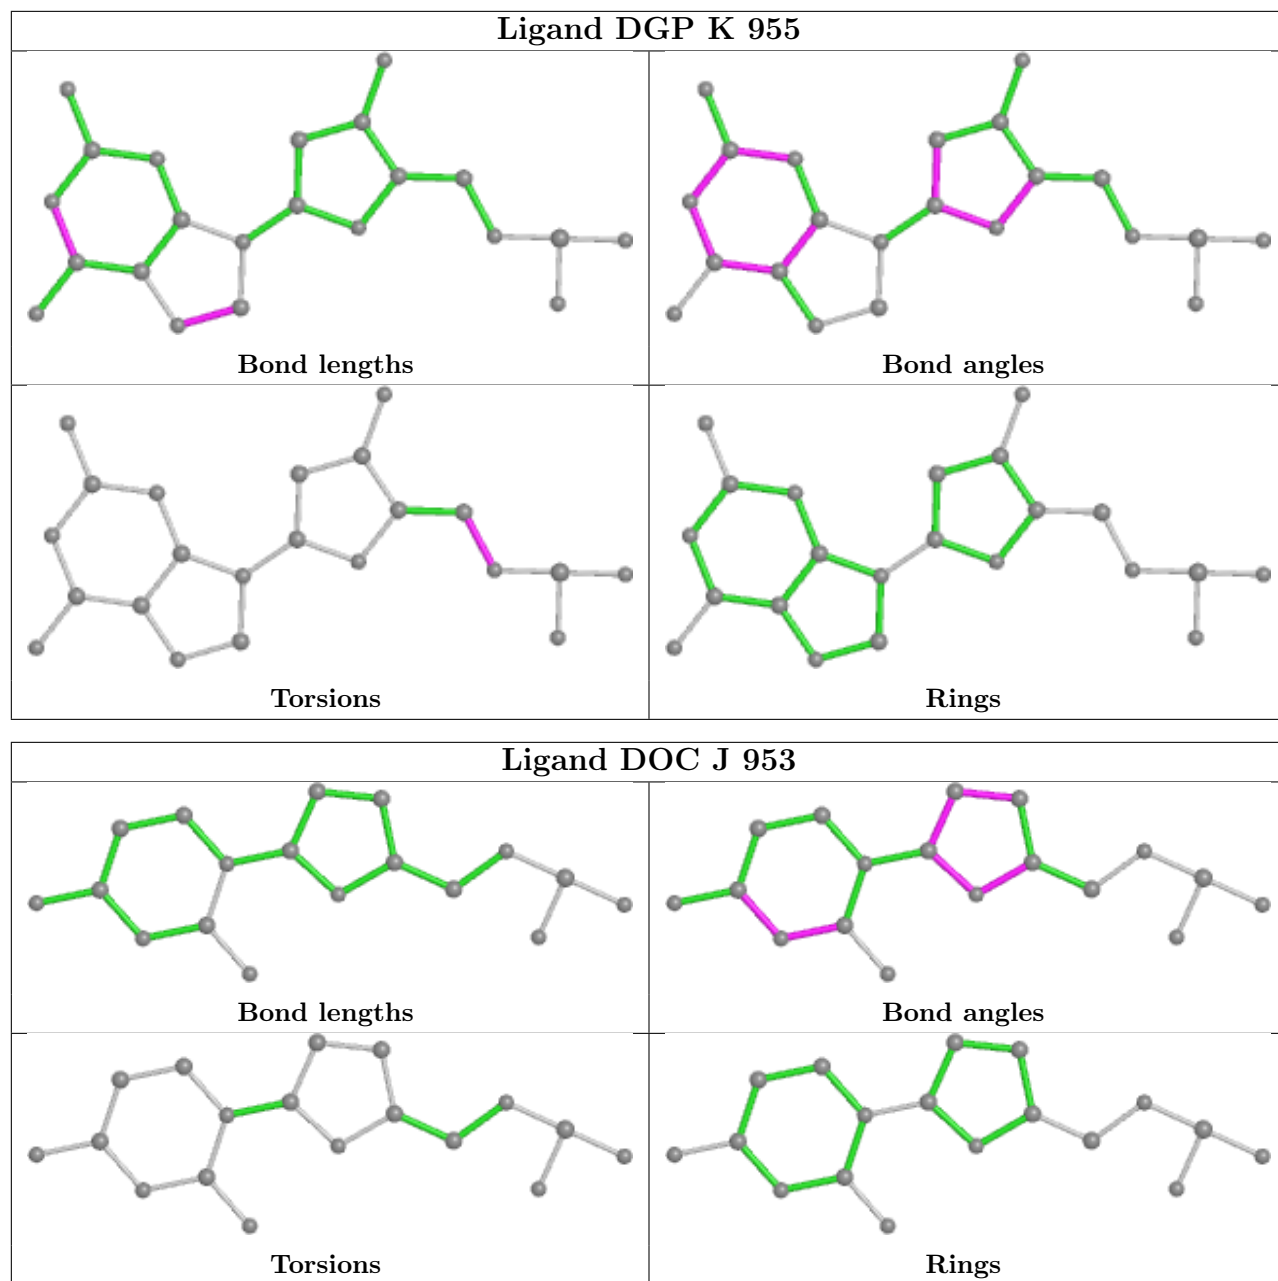 Ligand DGP K 955
Bond lengths
Bond angles
Torsions
Rings
Ligand DOC J 953
Bond lengths
Bond angles
Torsions
Rings